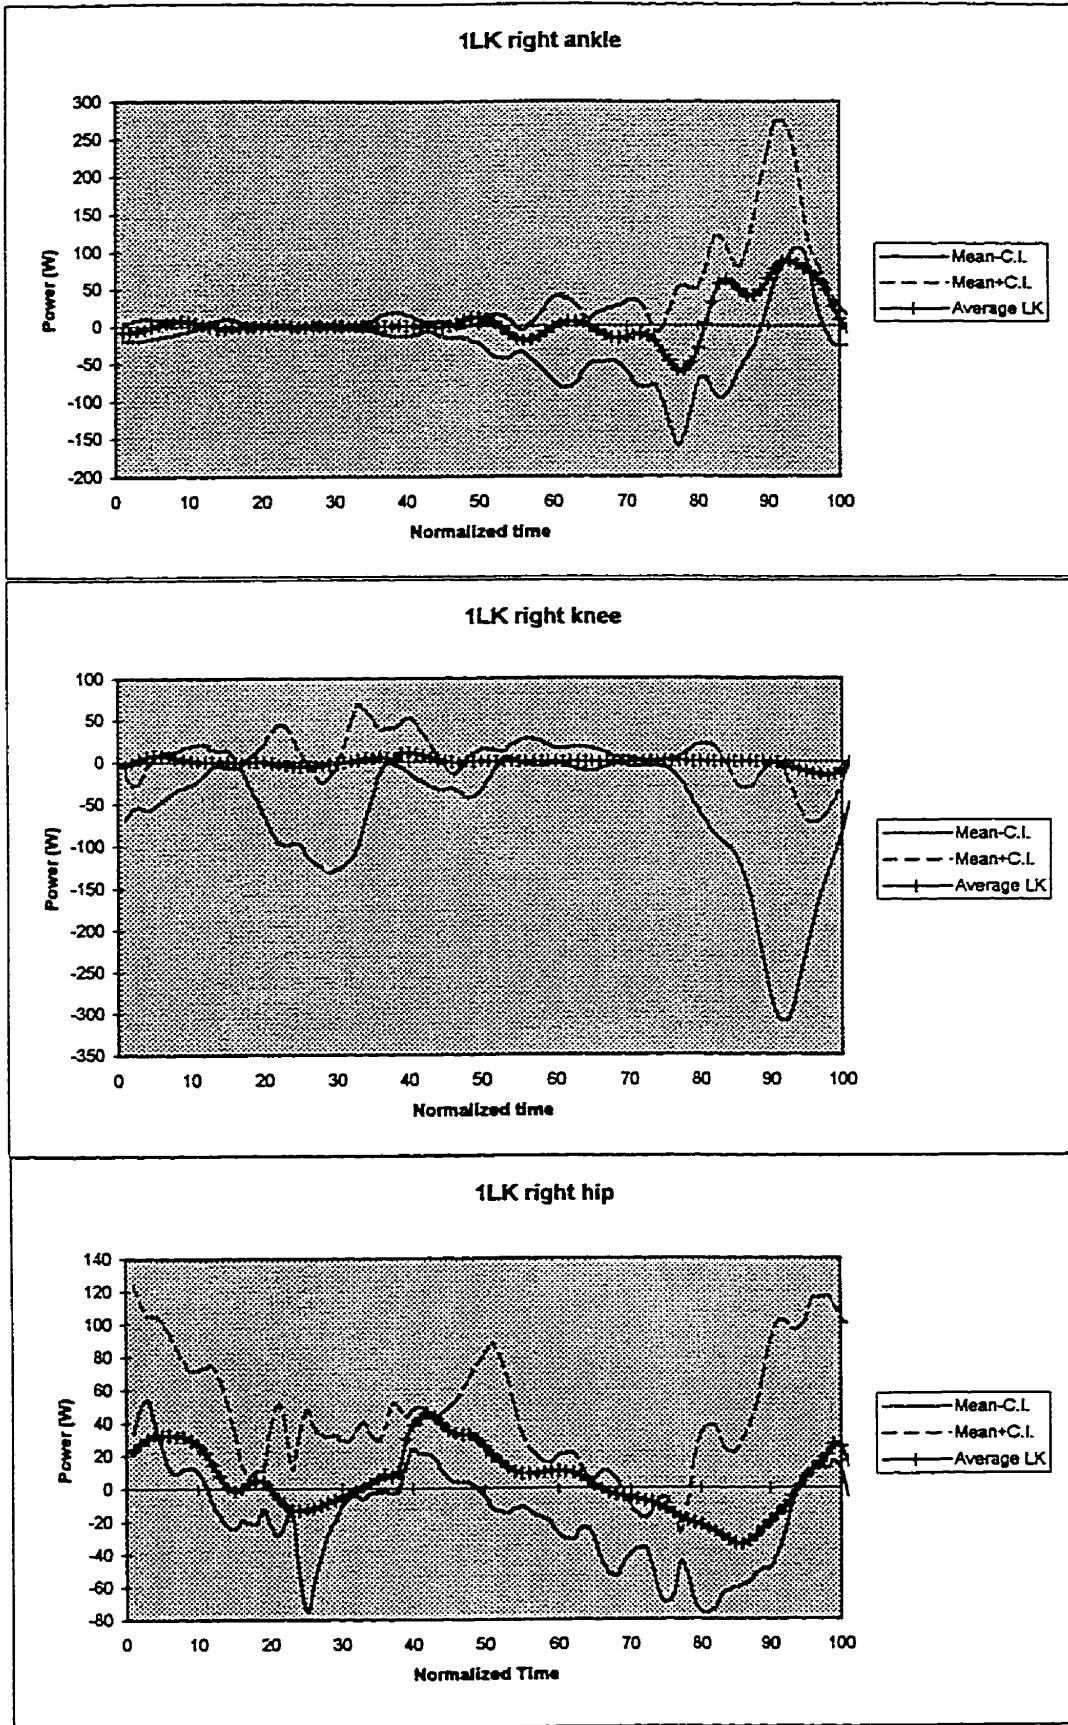 1LK right ankle
300
250
200
150
100
50
0
-50
-100
-150
-200
Power (W)
0 10 20 30 40 50 60 70 80 90 100
Normalized time
Mean-C.I.
Mean+C.I.
Average LK
1LK right knee
100
50
0
-50
-100
-150
-200
-250
-300
-350
Power (W)
0 10 20 30 40 50 60 70 80 90 100
Normalized time
Mean-C.I.
Mean+C.I.
Average LK
1LK right hip
140
120
100
80
60
40
20
0
-20
-40
-60
-80
Power (W)
0 10 20 30 40 50 60 70 80 90 100
Normalized Time
Mean-C.I.
Mean+C.I.
Average LK